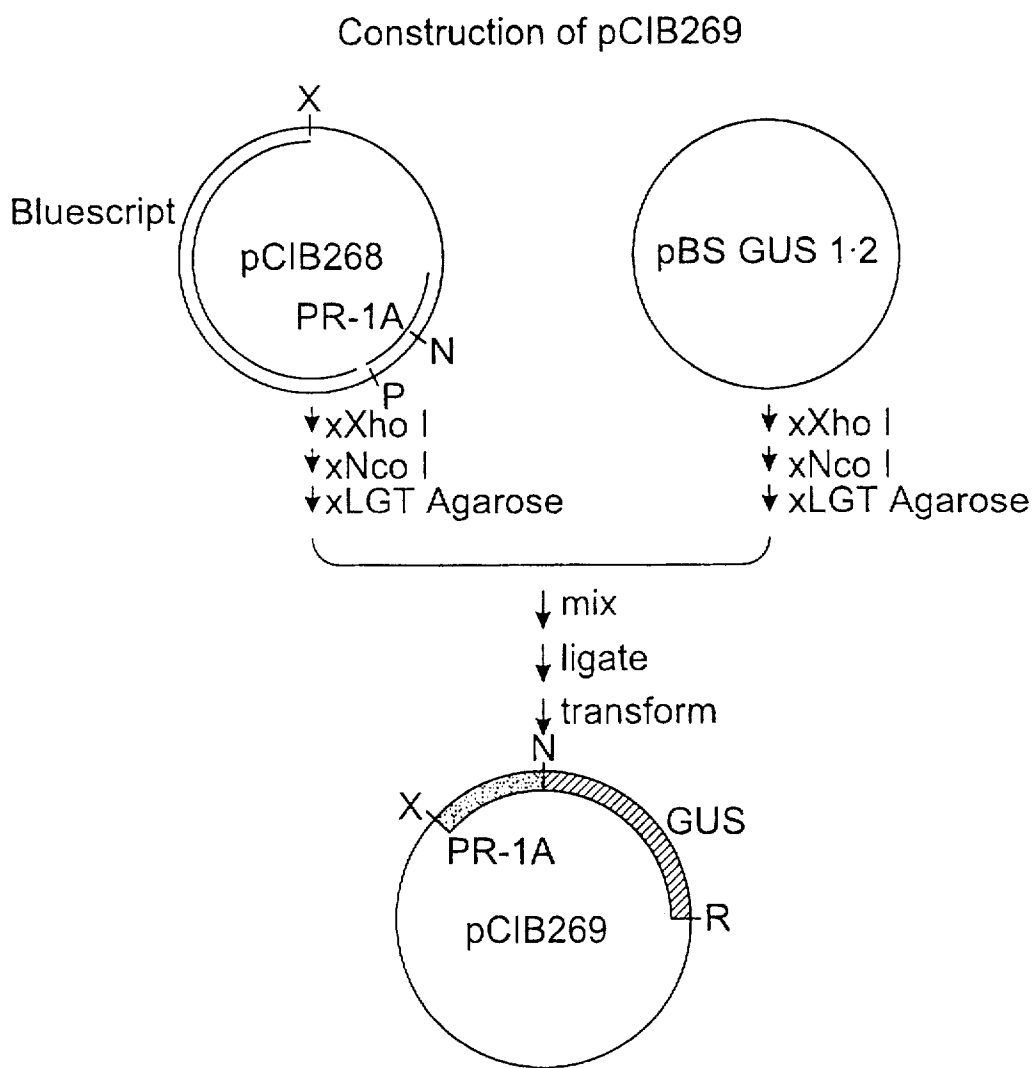 Construction of pCIB269
X
Bluescript
pCIB268
pBS GUS 1·2
PR-1A
N
P
xXho I
xXho I
xNco I
xNco I
xLGT Agarose
xLGT Agarose
mix
ligate
transform
N
X
GUS
PR-1A
R
pCIB269